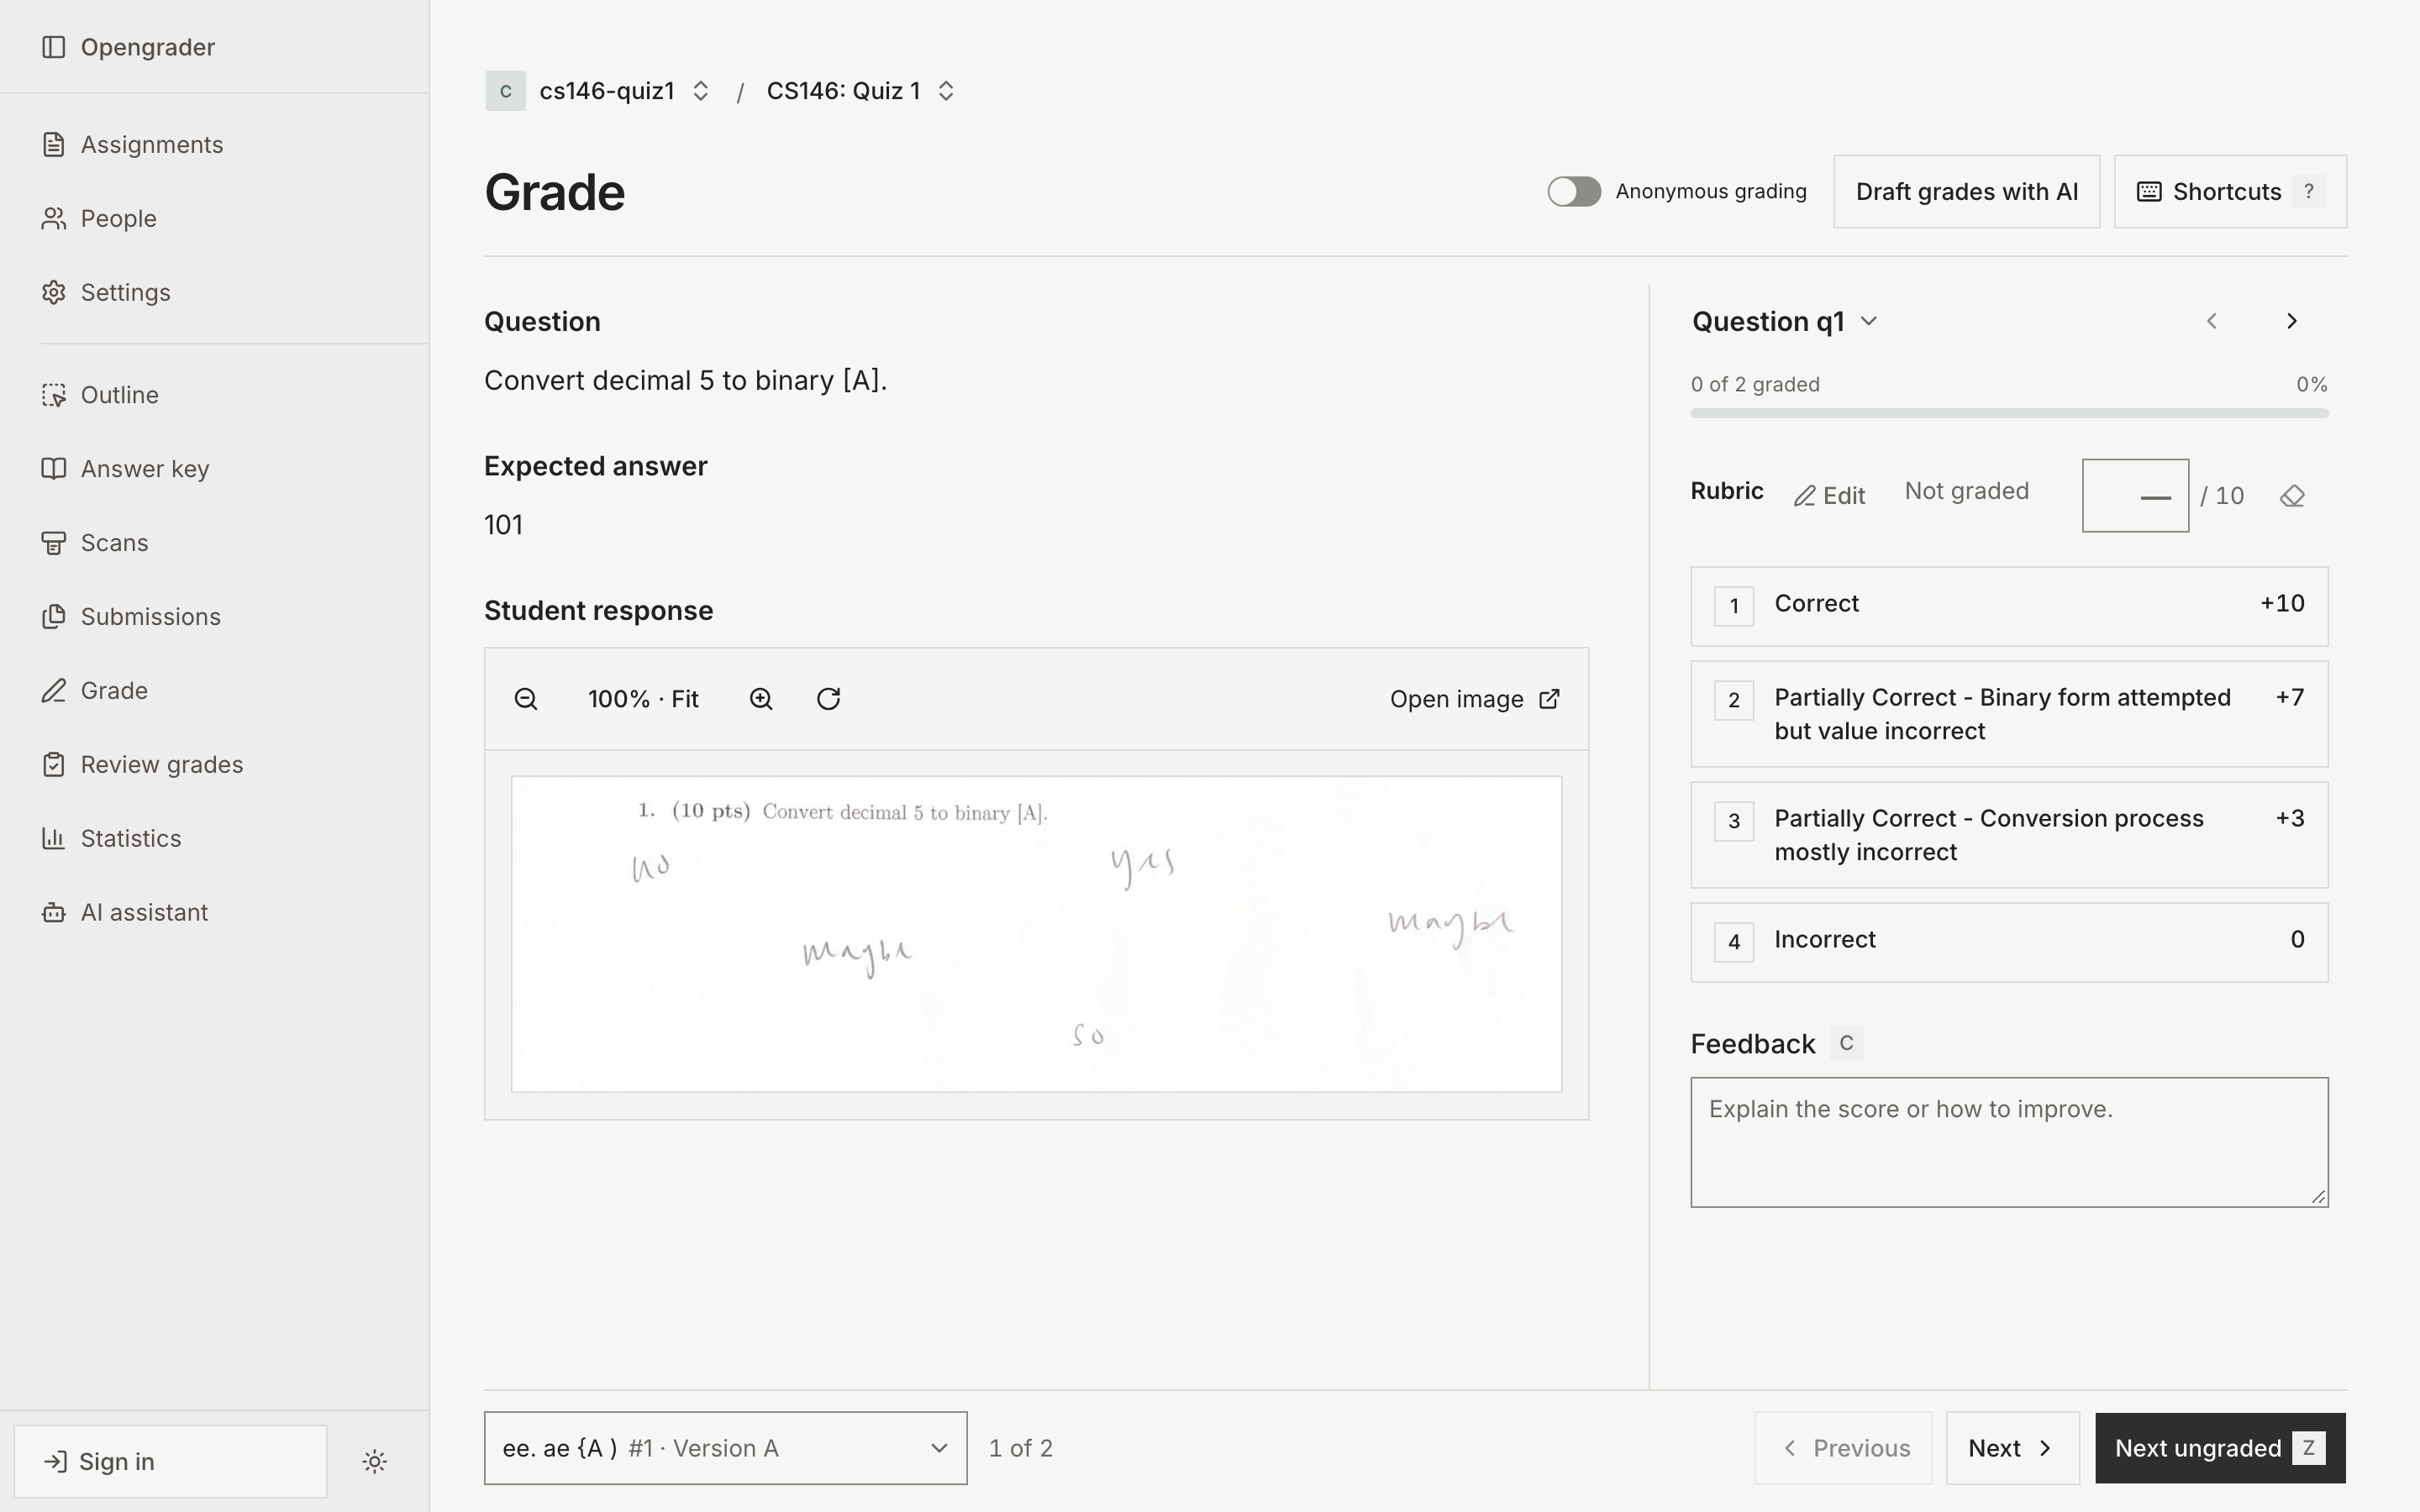 Opengrader
Assignments
People
Settings
Outline
Answer key
Scans
Submissions
Grade
Review grades
Statistics
AI assistant
Sign in
C cs146-quiz1 / CS146: Quiz 1
Grade
Anonymous grading
Draft grades with AI
Shortcuts ?
Question
Convert decimal 5 to binary [A].
Expected answer
101
Student response
100% · Fit
Open image
1. (10 pts) Convert decimal 5 to binary [A].
no
yes
maybe
maybe
so
Question q1
0 of 2 graded 0%
Rubric Edit Not graded — / 10
1 Correct +10
2 Partially Correct - Binary form attempted +7
but value incorrect
3 Partially Correct - Conversion process +3
mostly incorrect
4 Incorrect 0
Feedback C
Explain the score or how to improve.
ee. ae {A ) #1 · Version A
1 of 2
Previous
Next
Next ungraded Z